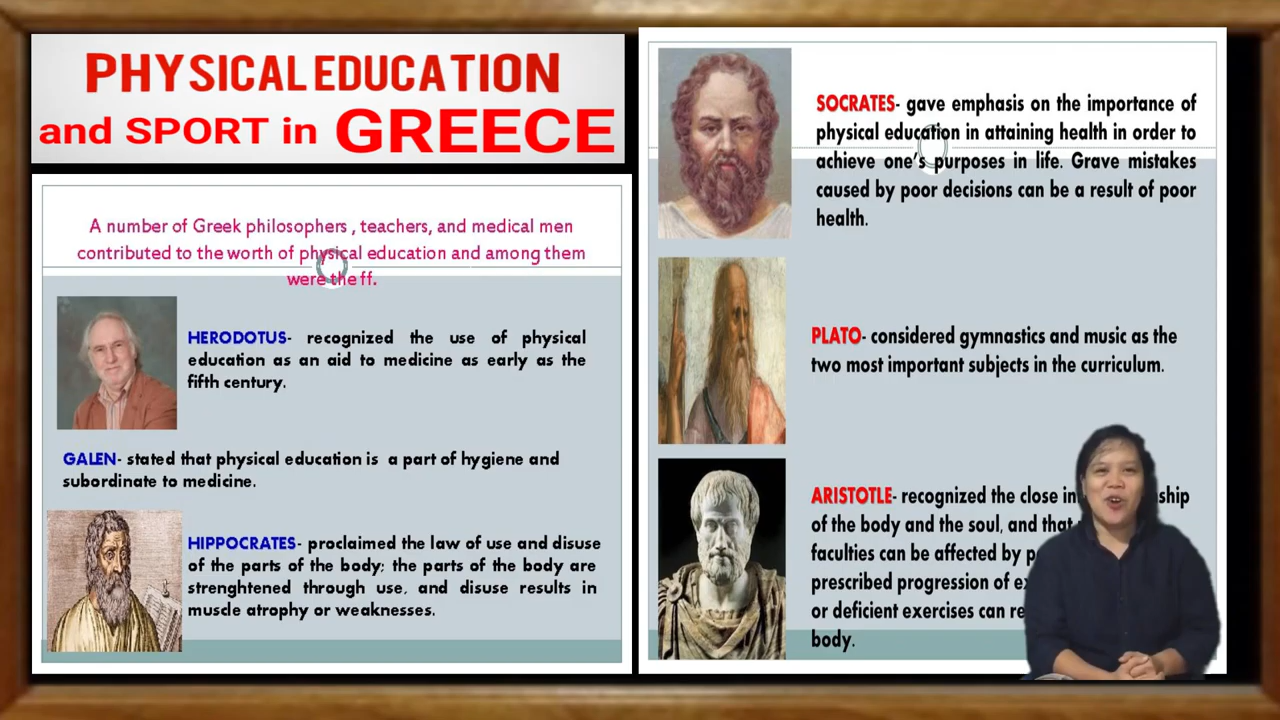 PHYSICAL EDUCATION
and SPORT in GREECE
A number of Greek philosophers , teachers, and medical men
contributed to the worth of physical education and among them
were the ff.
HERODOTUS- recognized the use of physical
education as an aid to medicine as early as the
fifth century.
GALEN- stated that physical education is a part of hygiene and
subordinate to medicine.
HIPPOCRATES- proclaimed the law of use and disuse
of the parts of the body; the parts of the body are
strenghtened through use, and disuse results in
muscle atrophy or weaknesses.
SOCRATES- gave emphasis on the importance of
physical education in attaining health in order to
achieve one's purposes in life. Grave mistakes
caused by poor decisions can be a result of poor
health.
PLATO- considered gymnastics and music as the
two most important subjects in the curriculum.
ARISTOTLE- recognized the close
of the body and the soul, and that
faculties can be affected by
prescribed progression of
or deficient exercises can
body.